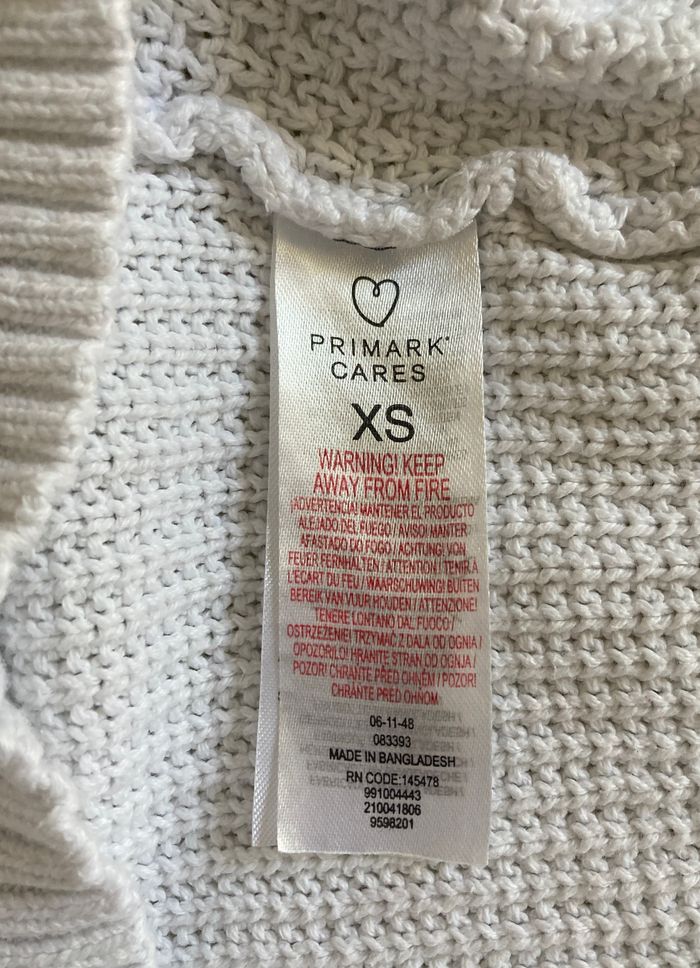 PRIMARK®
CARES
XS
WARNING! KEEP
AWAY FROM FIRE
¡ADVERTENCIA! MANTENER EL PRODUCTO
ALEJADO DEL FUEGO / AVISO! MANTER
AFASTADO DO FOGO / ACHTUNG! VON
FEUER FERNHALTEN / ATTENTION ! TENIR À
L'ÉCART DU FEU / WAARSCHUWING! BUITEN
BEREIK VAN VUUR HOUDEN / ATTENZIONE!
TENERE LONTANO DAL FUOCO /
OSTRZEŻENIE! TRZYMAĆ Z DALA OD OGNIA /
OPOZORILO! HRANITE STRAN OD OGNJA /
POZOR! CHRANTE PŘED OHNĚM / POZOR!
CHRÁNTE PRED OHŇOM
06-11-48
083393
MADE IN BANGLADESH
RN CODE:145478
991004443
210041806
9598201